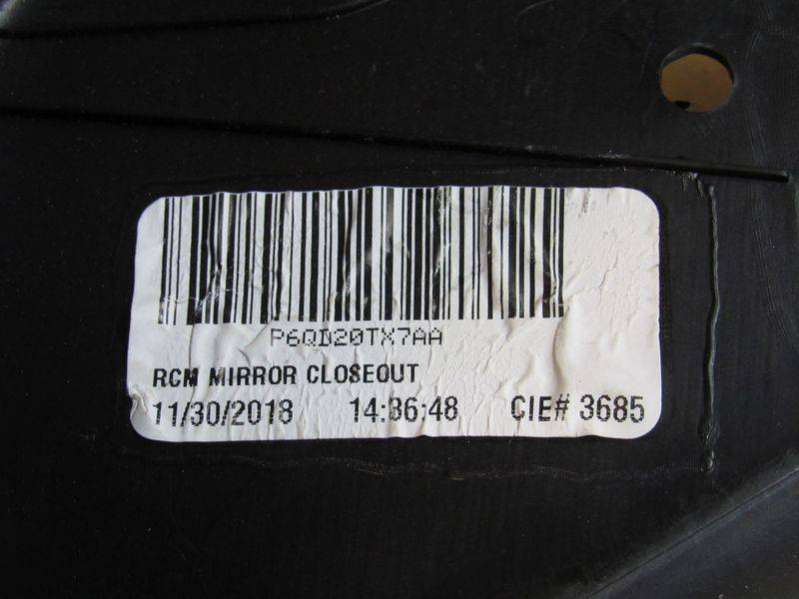 P6QD20TX7AA
RCM MIRROR CLOSEOUT
11/30/2018 14:36:48 CIE# 3685